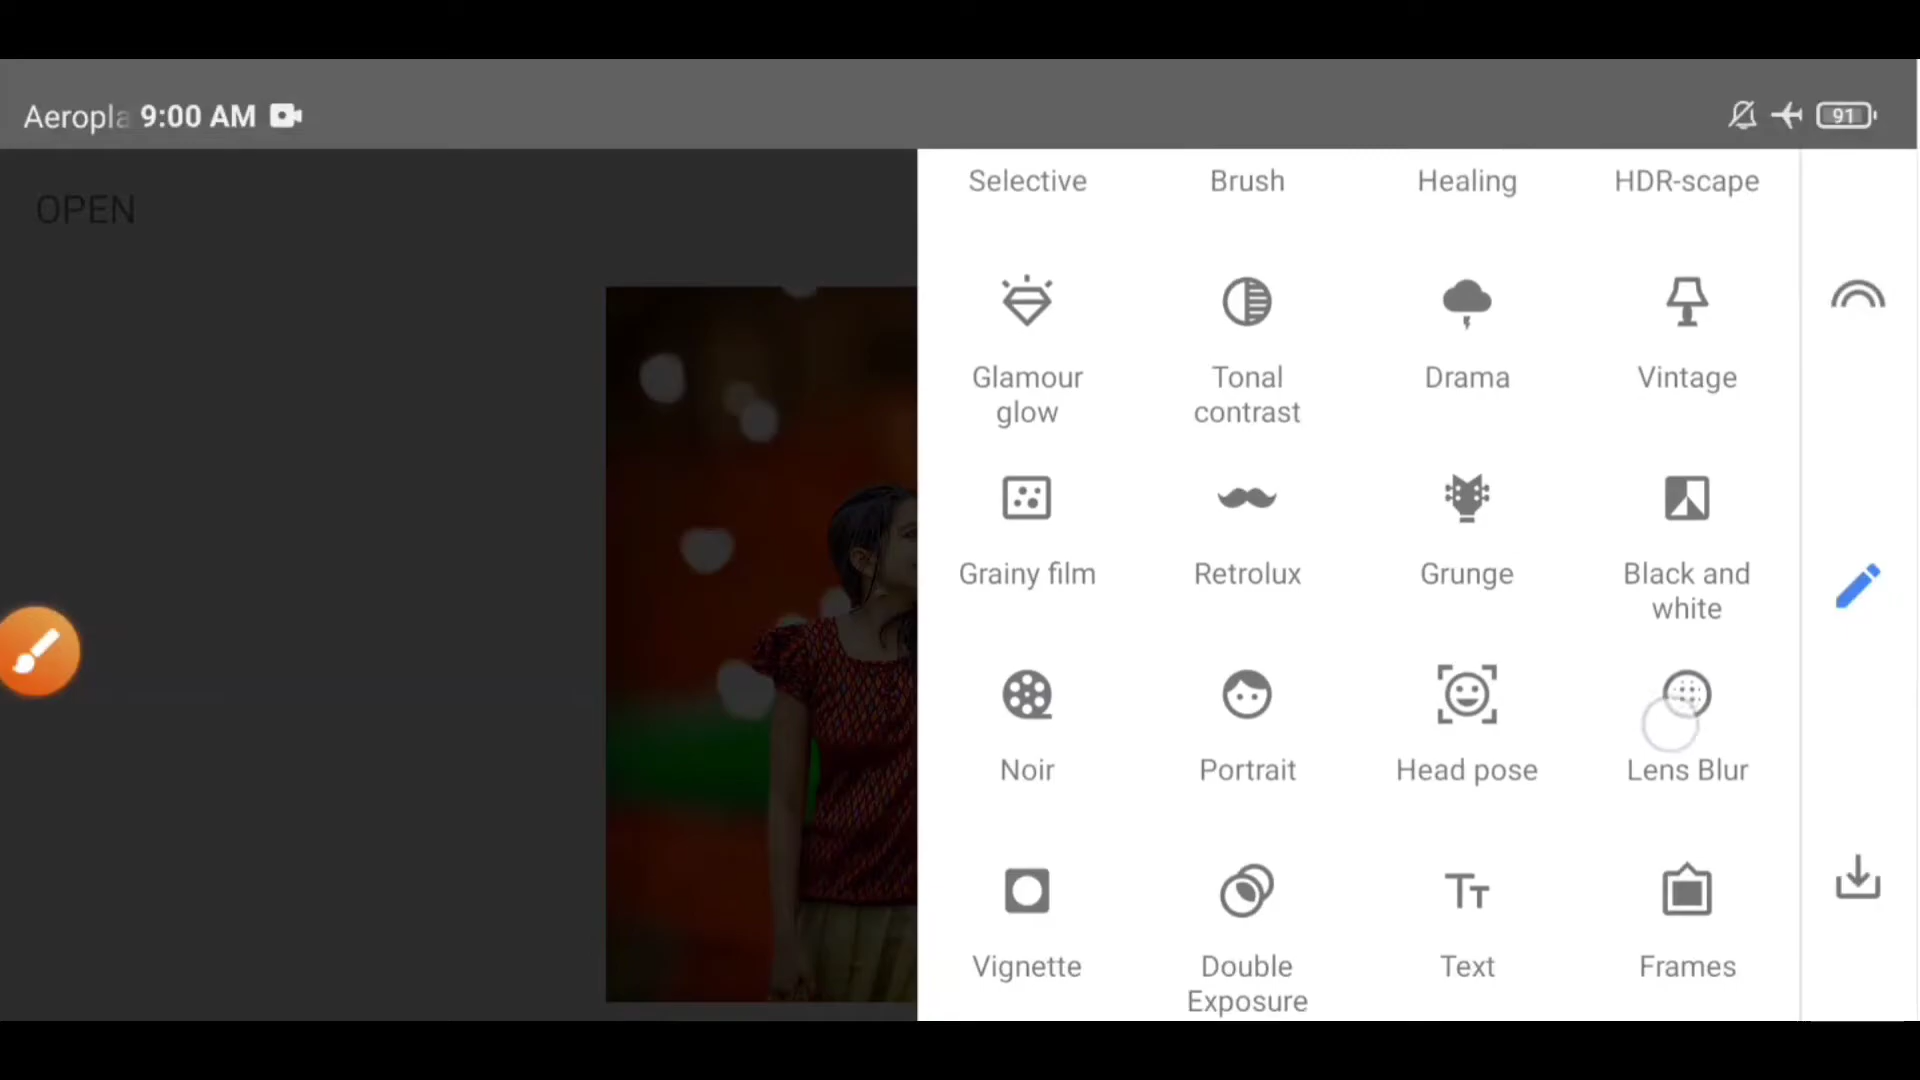 Aeropla 9:00 AM
91
OPEN
Selective Brush Healing HDR-scape
Glamour glow
Tonal contrast
Drama
Vintage
Grainy film
Retrolux
Grunge
Black and white
Noir
Portrait
Head pose
Lens Blur
Vignette
Double Exposure
Text
Frames